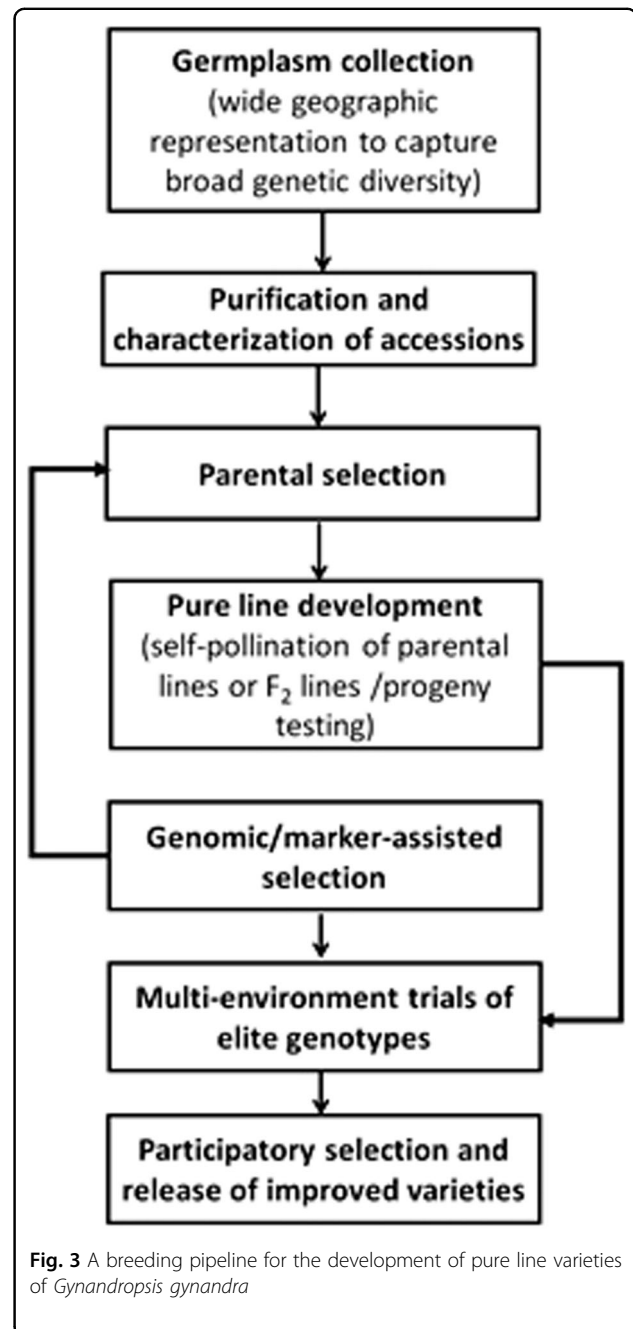 Germplasm collection
(wide geographic
representation to capture
broad genetic diversity)
Purification and
characterization of accessions
Parental selection
Pure line development
(self-pollination of parental
lines or F₂ lines /progeny
testing)
Genomic/marker-assisted
selection
Multi-environment trials of
elite genotypes
Participatory selection and
release of improved varieties
Fig. 3 A breeding pipeline for the development of pure line varieties
of Gynandropsis gynandra